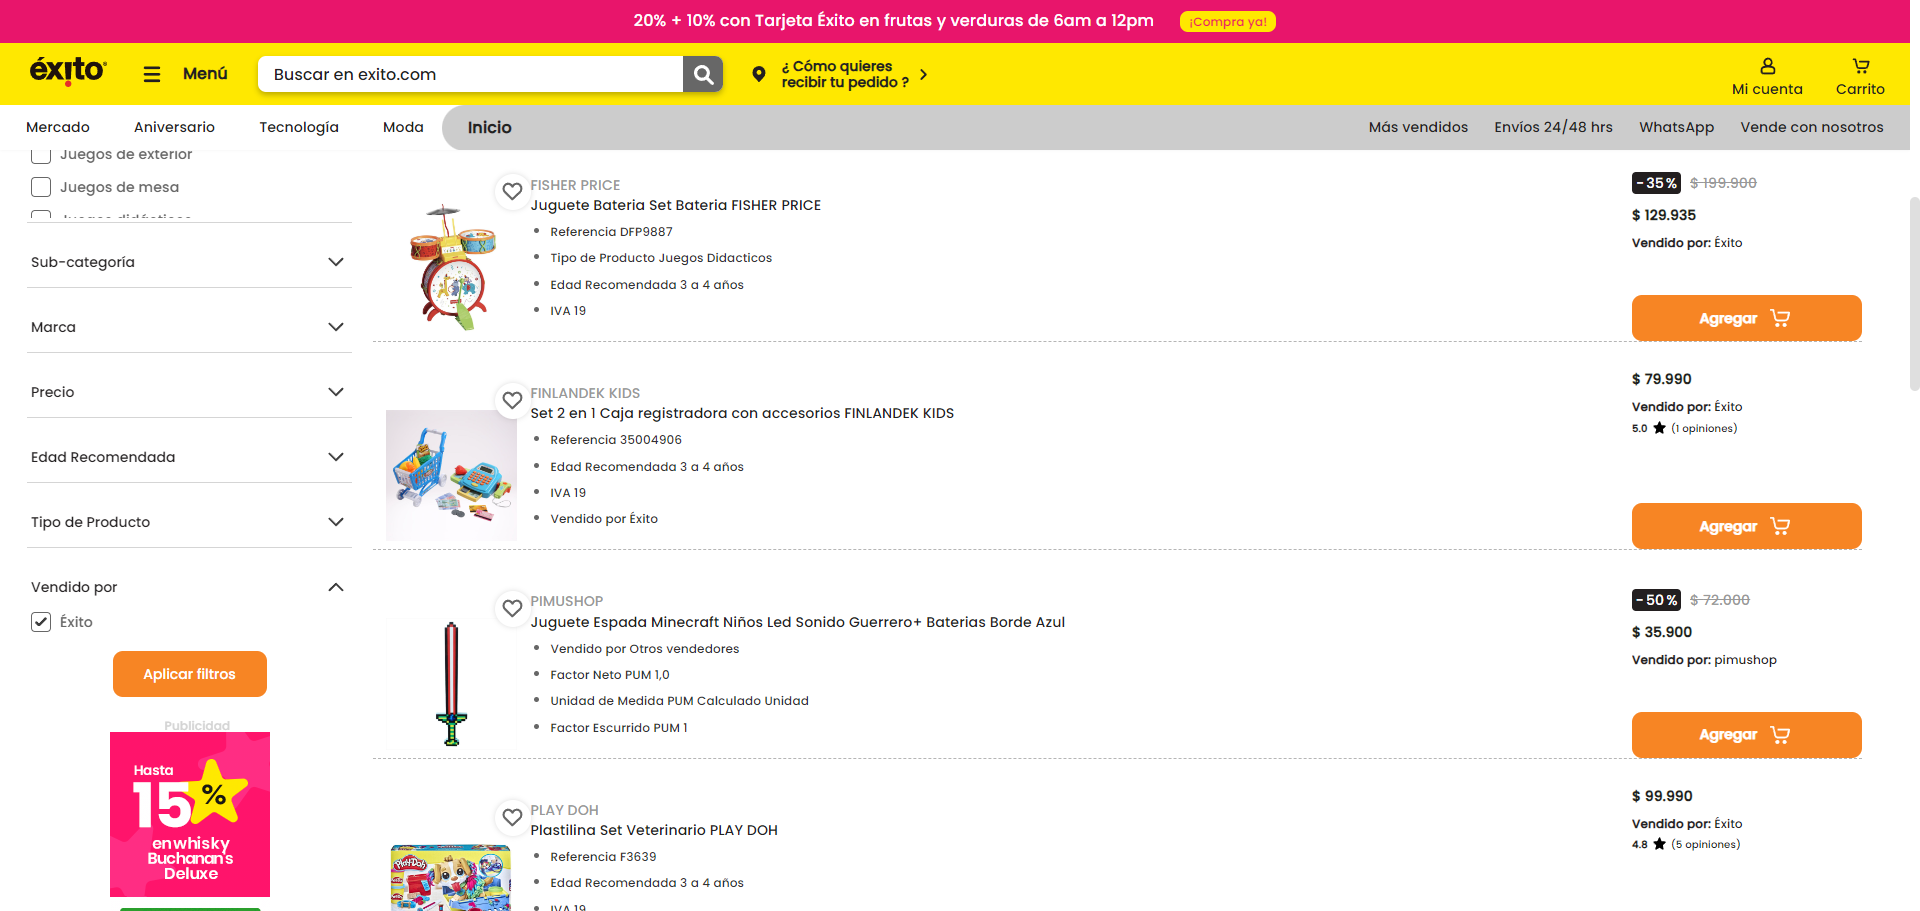 20% + 10% con Tarjeta Éxito en frutas y verduras de 6am a 12pm
¡Compra ya!
éxito
Menú
Buscar en exito.com
¿ Cómo quieres
recibir tu pedido ?
Mi cuenta
Carrito
Mercado
Aniversario
Tecnología
Moda
Inicio
Más vendidos
Envíos 24/48 hrs
WhatsApp
Vende con nosotros
Juegos de exterior
Juegos de mesa
Juegos didácticos
Sub-categoría
Marca
Precio
Edad Recomendada
Tipo de Producto
Vendido por
Éxito
Aplicar filtros
Publicidad
Hasta
15%
en whisky
Buchanan's
Deluxe
FISHER PRICE
Juguete Bateria Set Bateria FISHER PRICE
Referencia DFP9887
Tipo de Producto Juegos Didacticos
Edad Recomendada 3 a 4 años
IVA 19
-35%
$ 199.900
$ 129.935
Vendido por: Éxito
Agregar
FINLANDEK KIDS
Set 2 en 1 Caja registradora con accesorios FINLANDEK KIDS
Referencia 35004906
Edad Recomendada 3 a 4 años
IVA 19
Vendido por Éxito
$ 79.990
Vendido por: Éxito
5.0 (1 opiniones)
Agregar
PIMUSHOP
Juguete Espada Minecraft Niños Led Sonido Guerrero+ Baterias Borde Azul
Vendido por Otros vendedores
Factor Neto PUM 1,0
Unidad de Medida PUM Calculado Unidad
Factor Escurrido PUM 1
-50%
$ 72.000
$ 35.900
Vendido por: pimushop
Agregar
PLAY DOH
Plastilina Set Veterinario PLAY DOH
Referencia F3639
Edad Recomendada 3 a 4 años
IVA 19
$ 99.990
Vendido por: Éxito
4.8 (5 opiniones)
Play-Doh